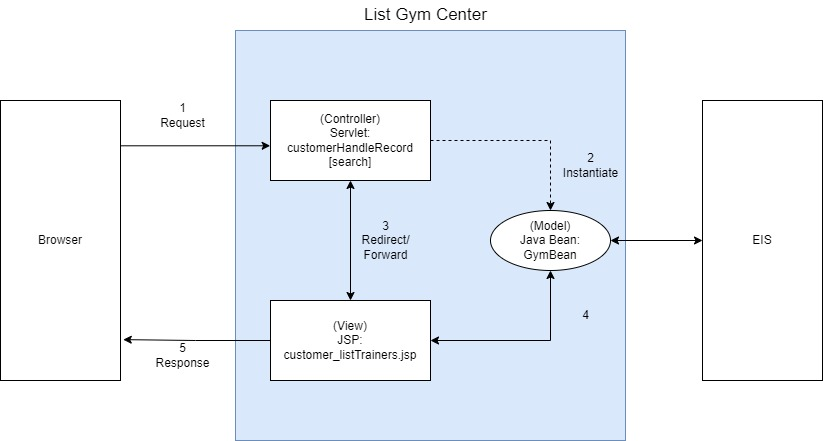 List Gym Center
1
Request
(Controller)
Servlet:
customerHandleRecord
[search]
2
Instantiate
3
Redirect/
Forward
Browser
(Model)
Java Bean:
GymBean
EIS
4
(View)
JSP:
customer_listTrainers.jsp
5
Response